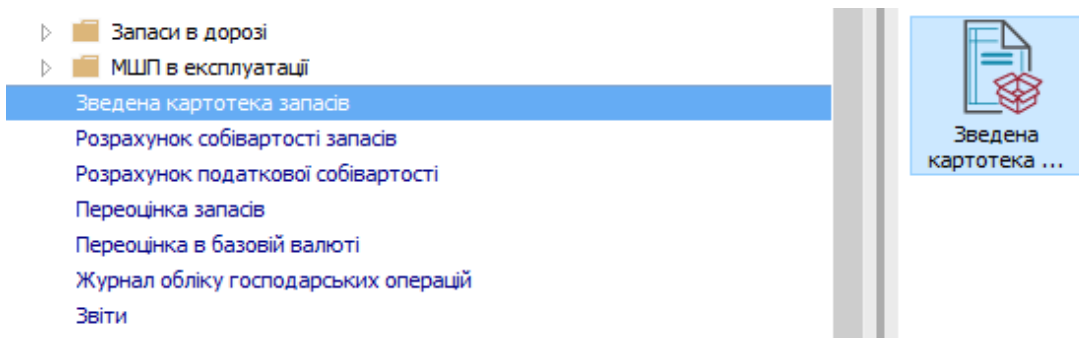 Запаси в дорозі
МШП в експлуатації
Зведена картотека запасів
Розрахунок собівартості запасів
Розрахунок податкової собівартості
Переоцінка запасів
Переоцінка в базовій валюті
Журнал обліку господарських операцій
Звіти
Зведена
картотека ...